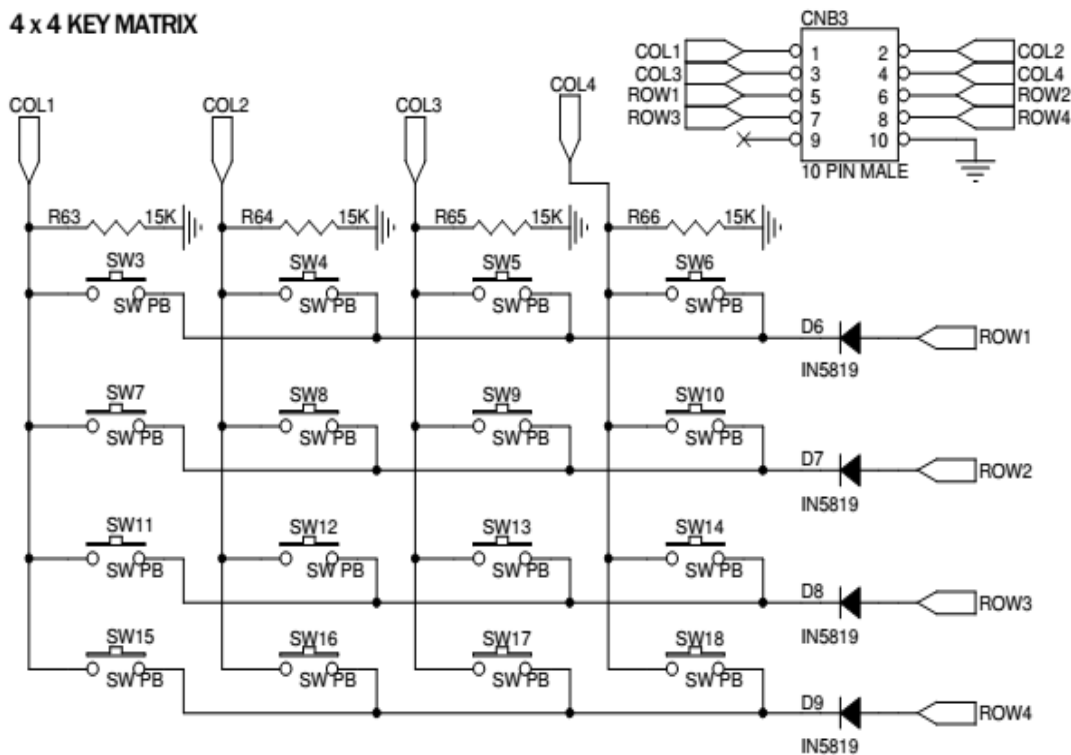 4 x 4 KEY MATRIX
CNB3
COL1 1 2 COL2
COL3 3 4 COL4
ROW1 5 6 ROW2
ROW3 7 8 ROW4
9 10
10 PIN MALE
COL1 COL2 COL3 COL4
R63 15K R64 15K R65 15K R66 15K
SW3 SW4 SW5 SW6
SW PB SW PB SW PB SW PB
D6 ROW1
IN5819
SW7 SW8 SW9 SW10
SW PB SW PB SW PB SW PB
D7 ROW2
IN5819
SW11 SW12 SW13 SW14
SW PB SW PB SW PB SW PB
D8 ROW3
IN5819
SW15 SW16 SW17 SW18
SW PB SW PB SW PB SW PB
D9 ROW4
IN5819